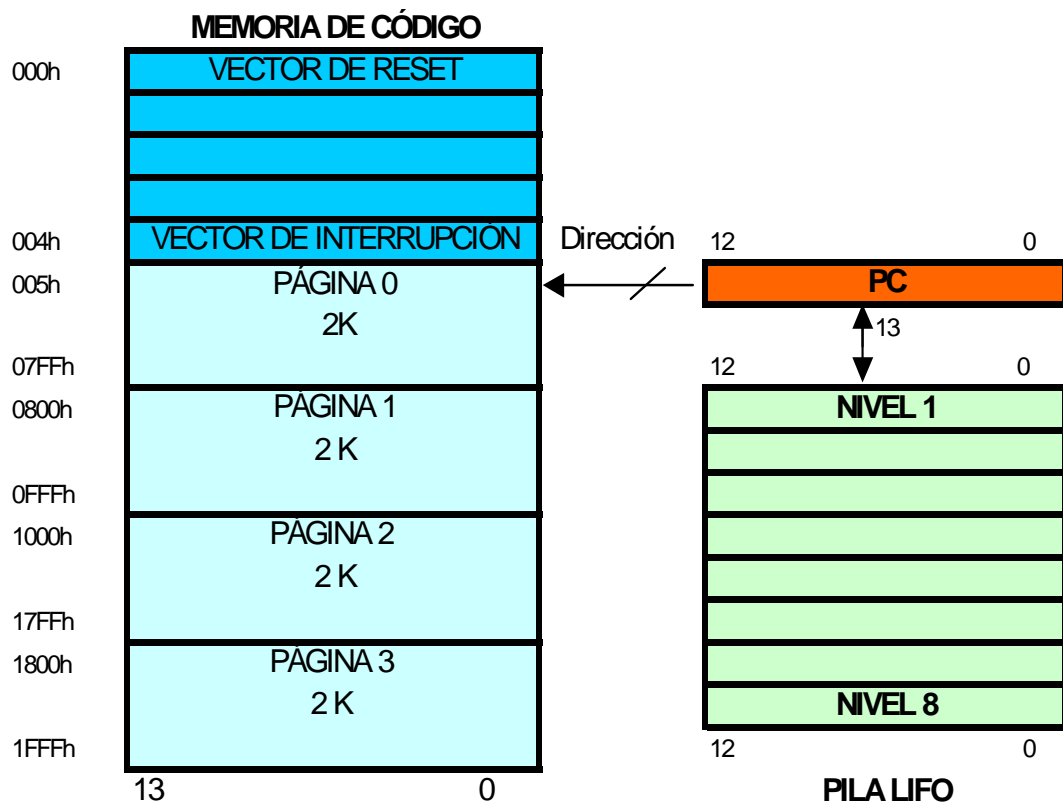 MEMORIA DE CÓDIGO
000h
VECTOR DE RESET
004h
VECTOR DE INTERRUPCIÓN
Dirección
12 0
005h
PÁGINA 0
PC
2K
13
07FFh
12 0
0800h
PÁGINA 1
NIVEL 1
2 K
0FFFh
1000h
PÁGINA 2
2 K
17FFh
1800h
PÁGINA 3
2 K
NIVEL 8
1FFFh
12 0
13 0
PILA LIFO